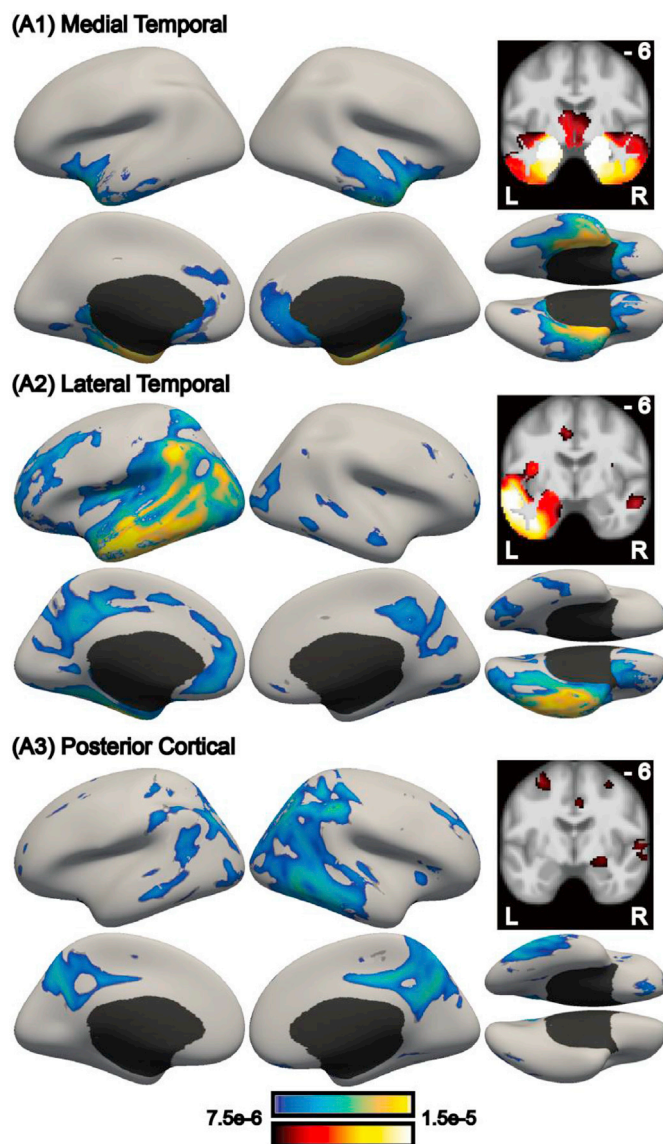 (A1) Medial Temporal
- 6
L R
(A2) Lateral Temporal
- 6
L R
(A3) Posterior Cortical
- 6
L R
7.5e-6 1.5e-5